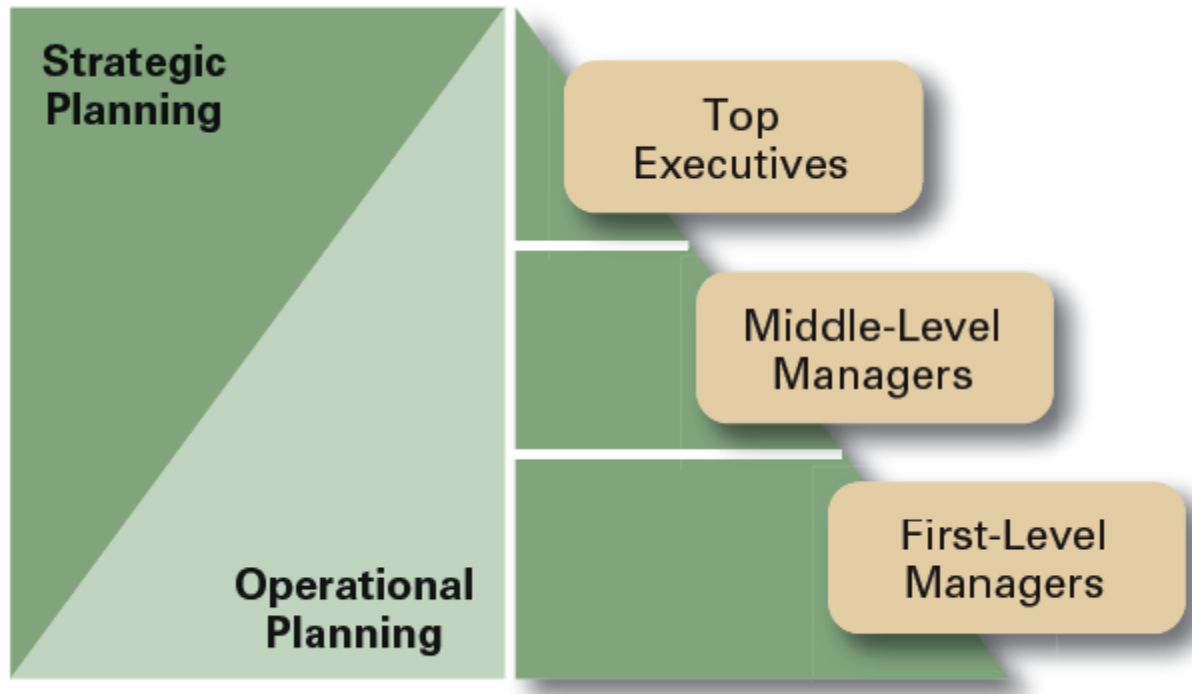 Strategic
Planning
Top
Executives
Middle-Level
Managers
First-Level
Managers
Operational
Planning